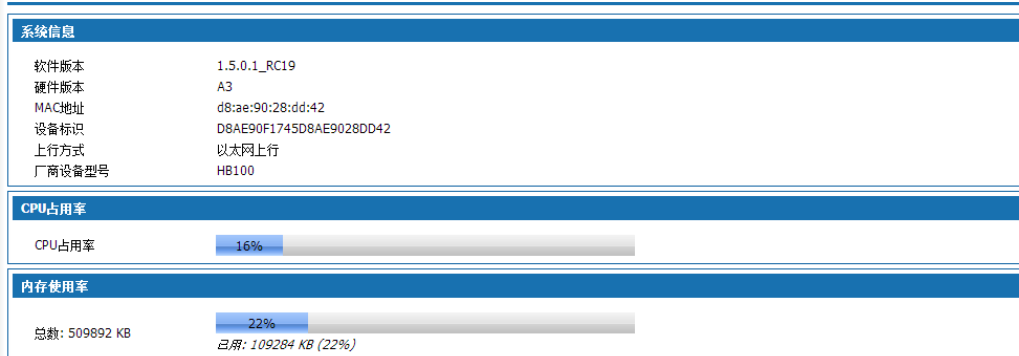 系统信息
软件版本 1.5.0.1_RC19
硬件版本 A3
MAC地址 d8:ae:90:28:dd:42
设备标识 D8AE90F1745D8AE9028DD42
上行方式 以太网上行
厂商设备型号 HB100
CPU占用率
CPU占用率 16%
内存使用率
总数: 509892 KB 22%
已用: 109284 KB (22%)